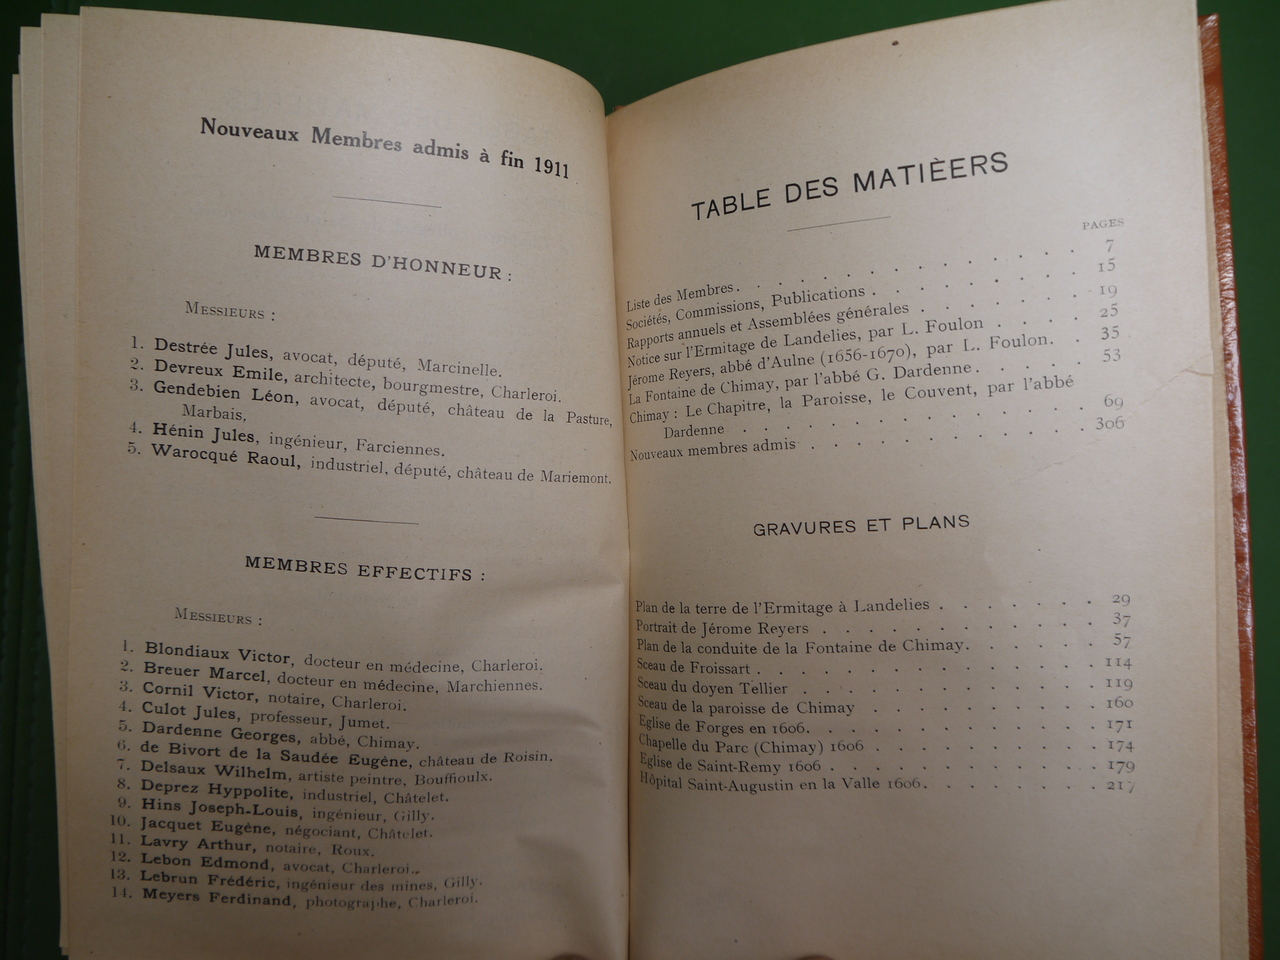 Nouveaux Membres admis à fin 1911
MEMBRES D'HONNEUR :
MESSIEURS :
1. Destrée Jules, avocat, député, Marcinelle.
2. Devreux Emile, architecte, bourgmestre, Charleroi.
3. Gendebien Léon, avocat, député, château de la Pasture,
Marbais.
4. Hénin Jules, ingénieur, Farciennes.
5. Warocqué Raoul, industriel, député, château de Mariemont.
MEMBRES EFFECTIFS :
MESSIEURS :
1. Blondiaux Victor, docteur en médecine, Charleroi.
2. Breuer Marcel, docteur en médecine, Marchiennes.
3. Cornil Victor, notaire, Charleroi.
4. Culot Jules, professeur, Jumet.
5. Dardenne Georges, abbé, Chimay.
6. de Bivort de la Saudée Eugène, château de Roisin.
7. Delsaux Wilhelm, artiste peintre, Bouffioulx.
8. Deprez Hyppolite, industriel, Châtelet.
9. Hins Joseph-Louis, ingénieur, Gilly.
10. Jacquet Eugène, négociant, Châtelet.
11. Lavry Arthur, notaire, Roux.
12. Lebon Edmond, avocat, Charleroi.
13. Lebrun Frédéric, ingénieur des mines, Gilly.
14. Meyers Ferdinand, photographe, Charleroi.
TABLE DES MATIÈERS
PAGES
Liste des Membres. . . . . . . . . . . . 7
Sociétés, Commissions, Publications . . . . . . . . 15
Rapports annuels et Assemblées générales . . . . . . 19
Notice sur l'Ermitage de Landelies, par L. Foulon . . . . 25
Jérome Reyers, abbé d'Aulne (1656-1670), par L. Foulon. . 35
La Fontaine de Chimay, par l'abbé G. Dardenne. . . . . 53
Chimay : Le Chapitre, la Paroisse, le Couvent, par l'abbé
Dardenne . . . . . . . . . . . . 69
Nouveaux membres admis . . . . . . . . . . 306
GRAVURES ET PLANS
Plan de la terre de l'Ermitage à Landelies . . . . . . 29
Portrait de Jérome Reyers . . . . . . . . . . 37
Plan de la conduite de la Fontaine de Chimay. . . . . . 57
Sceau de Froissart . . . . . . . . . . . . 114
Sceau du doyen Tellier . . . . . . . . . . . 119
Sceau de la paroisse de Chimay . . . . . . . . . 160
Eglise de Forges en 1606. . . . . . . . . . . 171
Chapelle du Parc (Chimay) 1606 . . . . . . . . 174
Eglise de Saint-Remy 1606 . . . . . . . . . . 179
Hôpital Saint-Augustin en la Valle 1606. . . . . . . 217